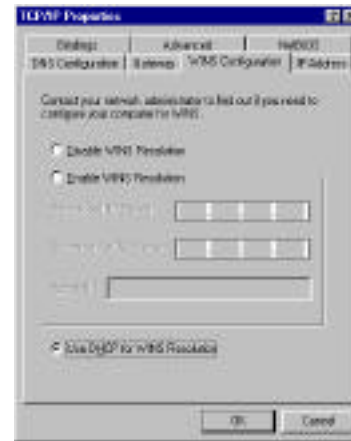 TCP/IP Properties
Bindings Advanced NetBIOS
DNS Configuration Gateway WINS Configuration IP Address
Contact your network administrator to find out if you need to
configure your computer for WINS.
Disable WINS Resolution
Enable WINS Resolution
Use DHCP for WINS Resolution
OK Cancel